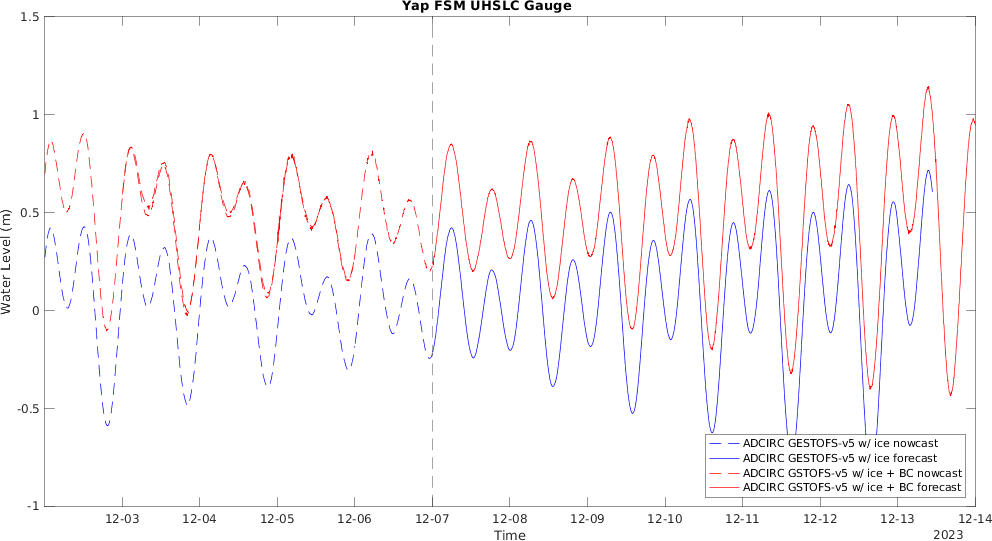 Yap FSM UHSLC Gauge
1.5
1
0.5
0
-0.5
-1
Water Level (m)
ADCIRC GESTOFS-v5 w/ ice nowcast
ADCIRC GESTOFS-v5 w/ ice forecast
ADCIRC GSTOFS-v5 w/ ice + BC nowcast
ADCIRC GSTOFS-v5 w/ ice + BC forecast
12-03 12-04 12-05 12-06 12-07 12-08 12-09 12-10 12-11 12-12 12-13 12-14
Time
2023